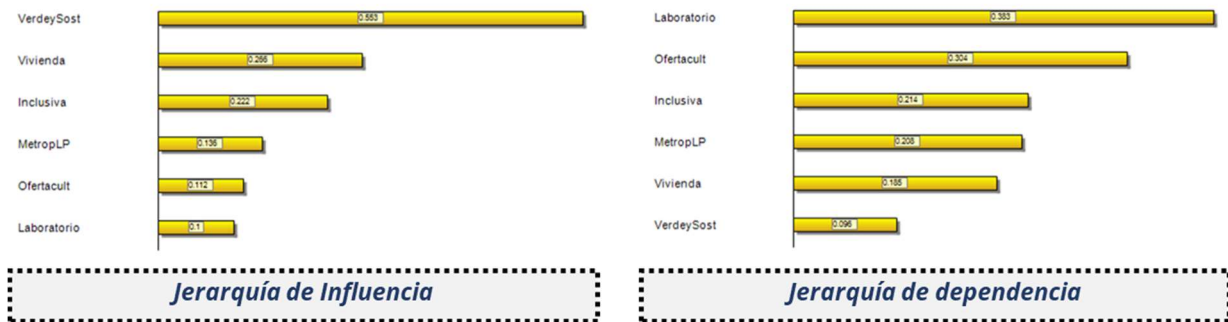 VerdeySost 0.553
Vivienda 0.266
Inclusiva 0.222
MetropLP 0.136
Ofertacult 0.112
Laboratorio 0.1
Jerarquía de Influencia
Laboratorio 0.383
Ofertacult 0.304
Inclusiva 0.214
MetropLP 0.208
Vivienda 0.185
VerdeySost 0.096
Jerarquía de dependencia